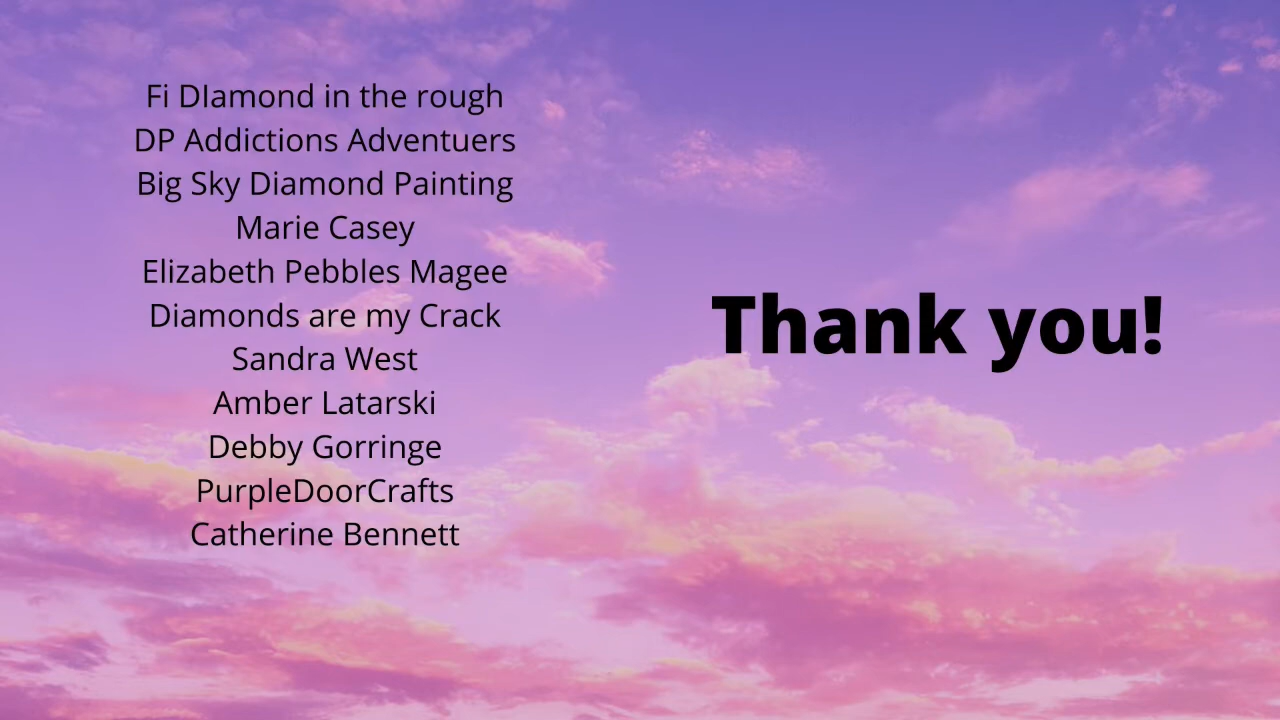 Fi DIamond in the rough
DP Addictions Adventuers
Big Sky Diamond Painting
Marie Casey
Elizabeth Pebbles Magee
Diamonds are my Crack
Sandra West
Amber Latarski
Debby Gorringe
PurpleDoorCrafts
Catherine Bennett
Thank you!